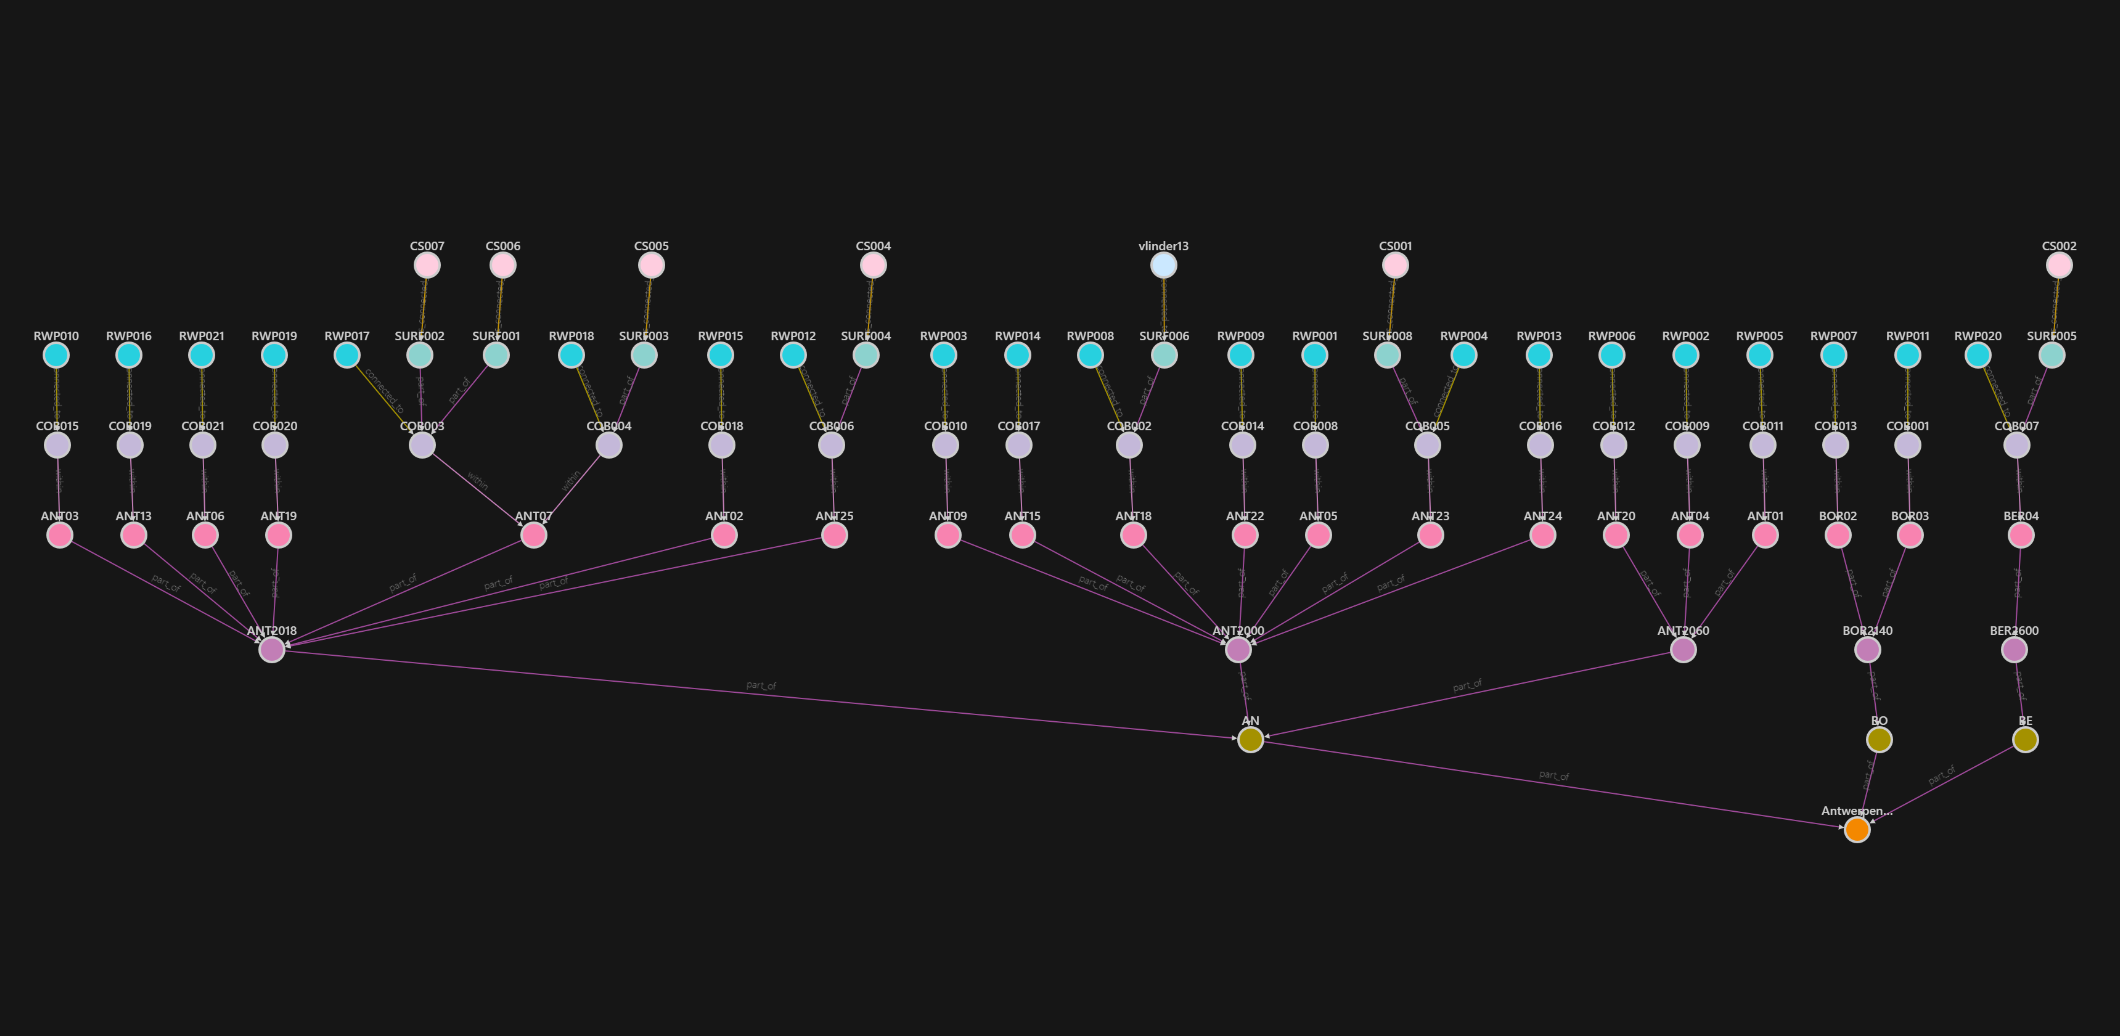 CS007 CS006 CS005 CS004 vlinder13 CS001 CS002
RWP010 RWP016 RWP021 RWP019 RWP017 SURF002 SURF001 RWP018 SURF003 RWP015 RWP012 SURF004 RWP003 RWP014 RWP008 SURF006 RWP009 RWP001 SURF008 RWP004 RWP013 RWP006 RWP002 RWP005 RWP007 RWP011 RWP020 SURF005
connected_to part_of part_of connected_to part_of connected_to part_of connected_to part_of part_of connected_to connected_to part_of
COB015 COB019 COB021 COB020 COB003 COB004 COB018 COB006 COB010 COB017 COB002 COB014 COB008 COB005 COB016 COB012 COB009 COB011 COB013 COB001 COB007
within within
ANT03 ANT13 ANT06 ANT19 ANT07 ANT02 ANT25 ANT09 ANT15 ANT18 ANT22 ANT05 ANT23 ANT24 ANT20 ANT04 ANT01 BOR02 BOR03 BER04
part_of part_of part_of part_of part_of part_of part_of part_of part_of part_of part_of part_of part_of part_of part_of part_of part_of part_of part_of part_of
ANT2018 ANT2000 ANT2060 BOR2140 BER2600
part_of part_of part_of part_of part_of
AN BO BE
part_of part_of part_of
Antwerpen...